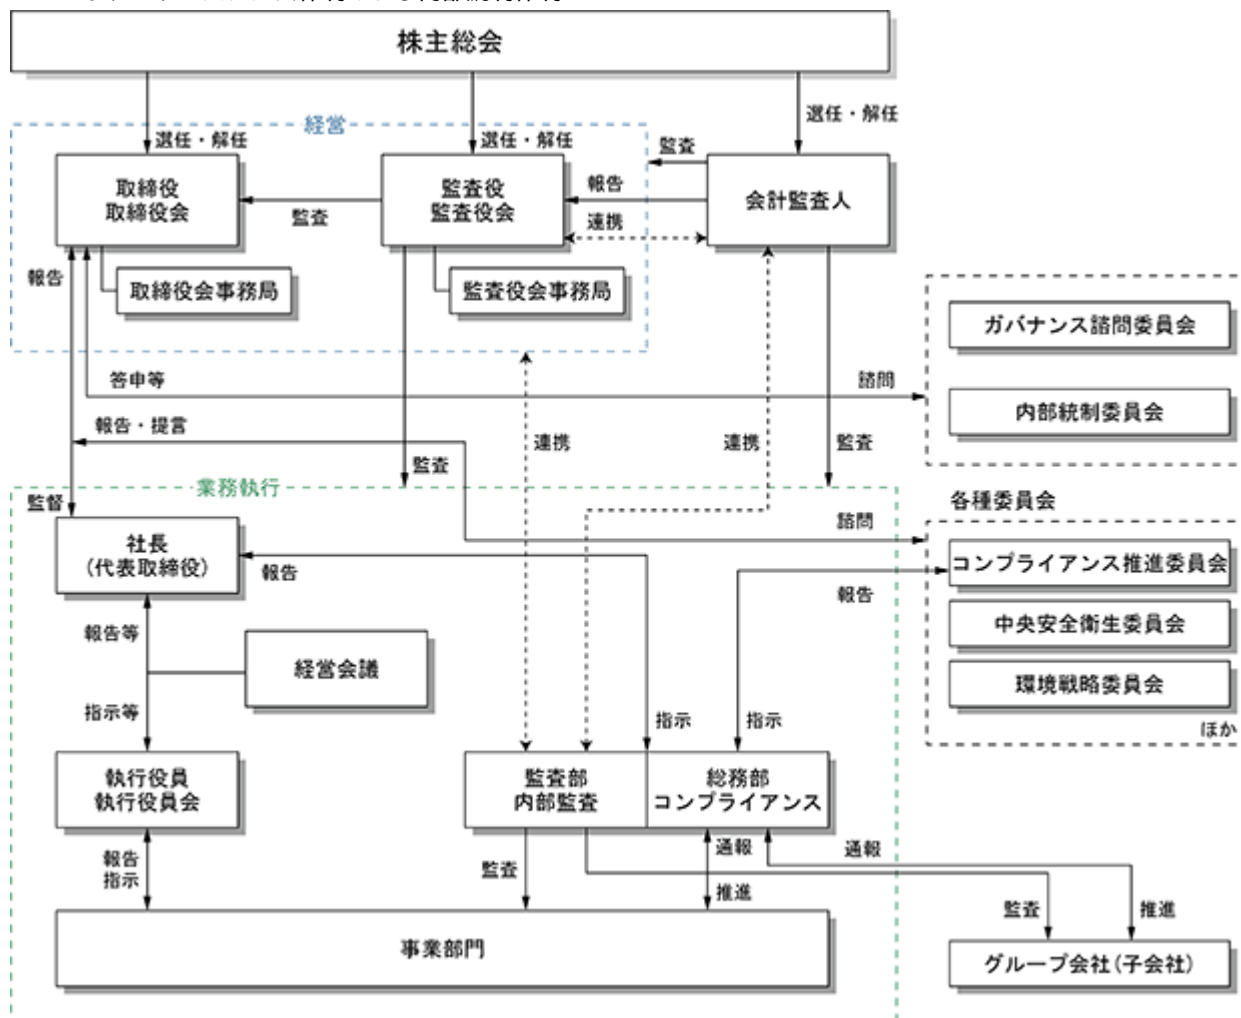 株主総会
選任・解任
選任・解任
選任・解任
経営
監査
取締役
取締役会
監査役
監査役会
会計監査人
報告
監査
連携
報告
取締役会事務局
監査役会事務局
ガバナンス諮問委員会
答申等
諮問
内部統制委員会
報告・提言
連携
連携
監査
監査
業務執行
監督
各種委員会
諮問
社長
(代表取締役)
報告
コンプライアンス推進委員会
報告
中央安全衛生委員会
報告等
経営会議
環境戦略委員会
指示等
指示
指示
ほか
執行役員
執行役員会
監査部
内部監査
総務部
コンプライアンス
報告
指示
監査
通報
通報
推進
監査
推進
事業部門
グループ会社(子会社)